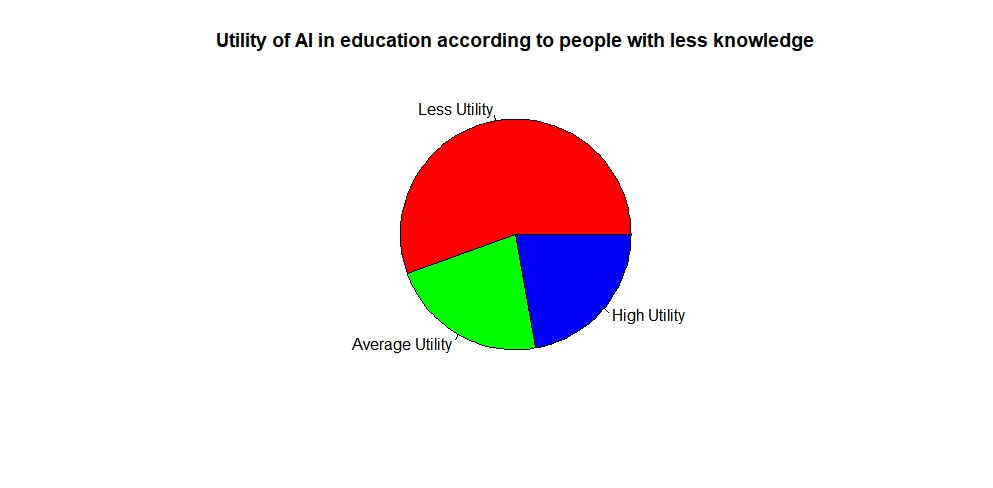 Utility of AI in education according to people with less knowledge
Less Utility
High Utility
Average Utility